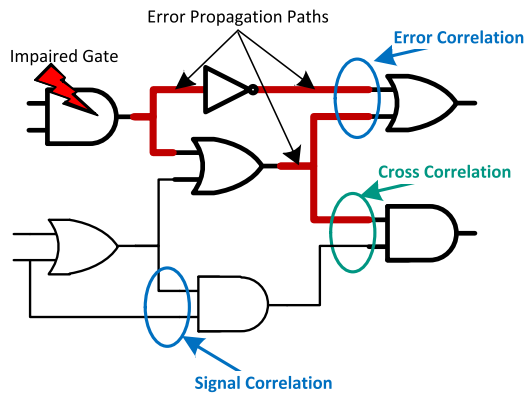 Error Propagation Paths
Error Correlation
Impaired Gate
Cross Correlation
Signal Correlation